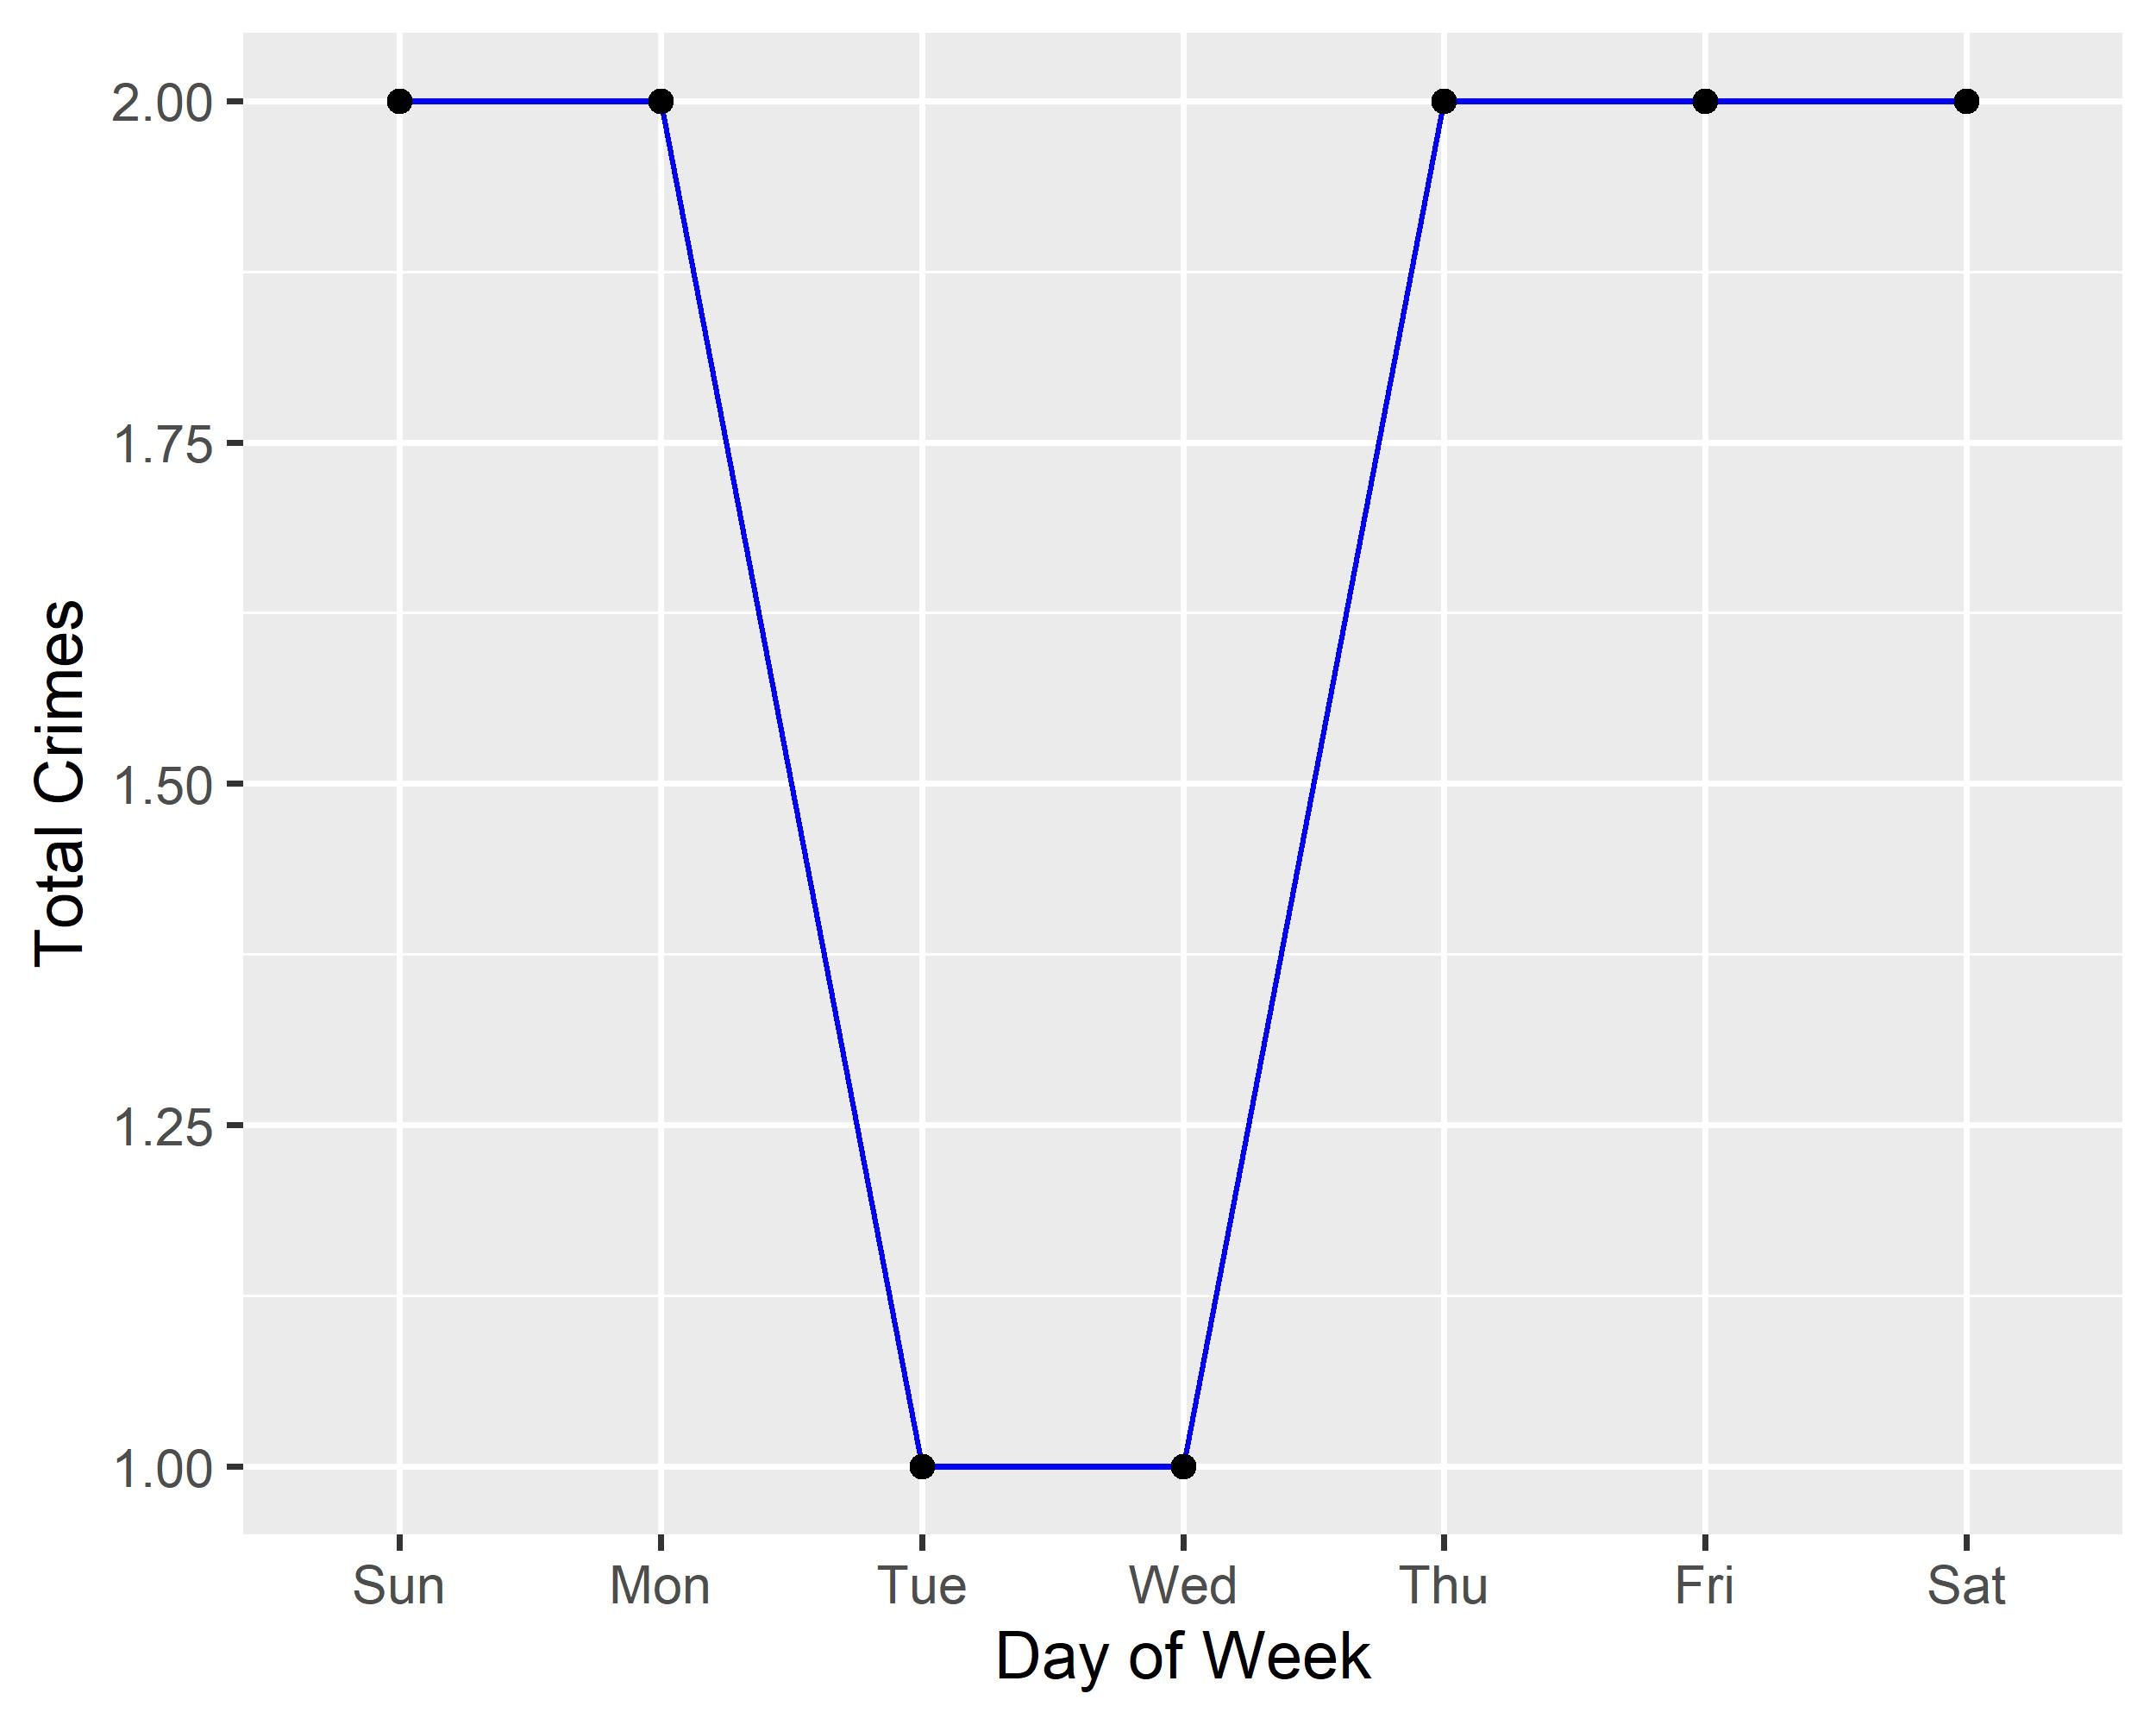 2.00
1.75
1.50
1.25
1.00
Total Crimes
Sun Mon Tue Wed Thu Fri Sat
Day of Week